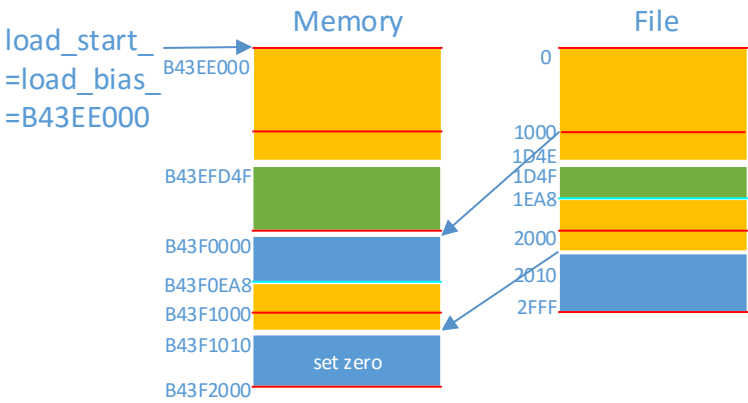 Memory
File
load_start_
=load_bias_
=B43EE000
B43EE000
B43EFD4F
B43F0000
B43F0EA8
B43F1000
B43F1010
set zero
B43F2000
0
1000
1D4E
1D4F
1EA8
2000
2010
2FFF